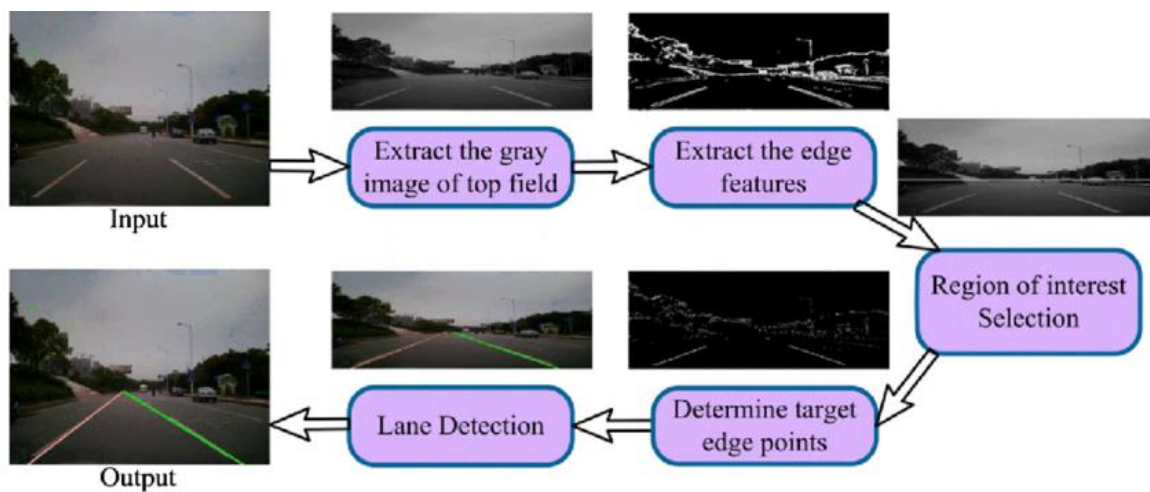 Input
Extract the gray
image of top field
Extract the edge
features
Region of interest
Selection
Determine target
edge points
Lane Detection
Output